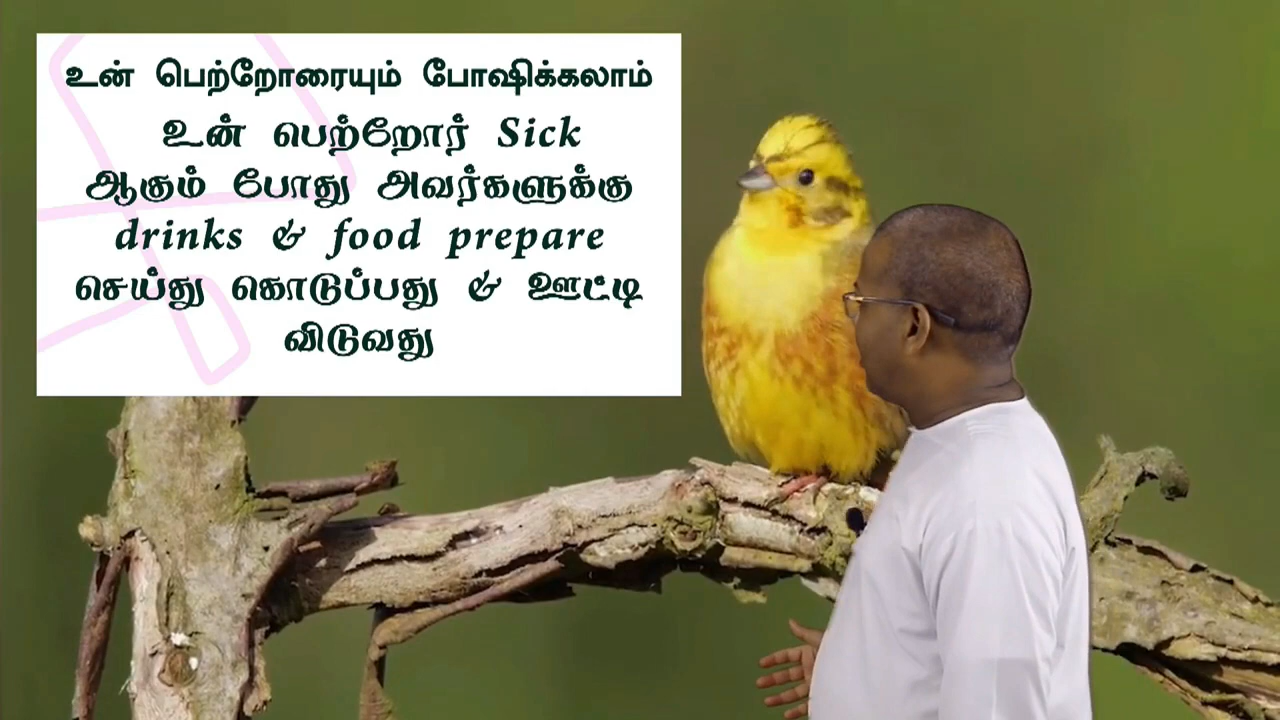 உன் பெற்றோரையும் போஷிக்கலாம்
உன் பெற்றோர் Sick
ஆகும் போது அவர்களுக்கு
drinks & food prepare
செய்து கொடுப்பது & ஊட்டி
விடுவது